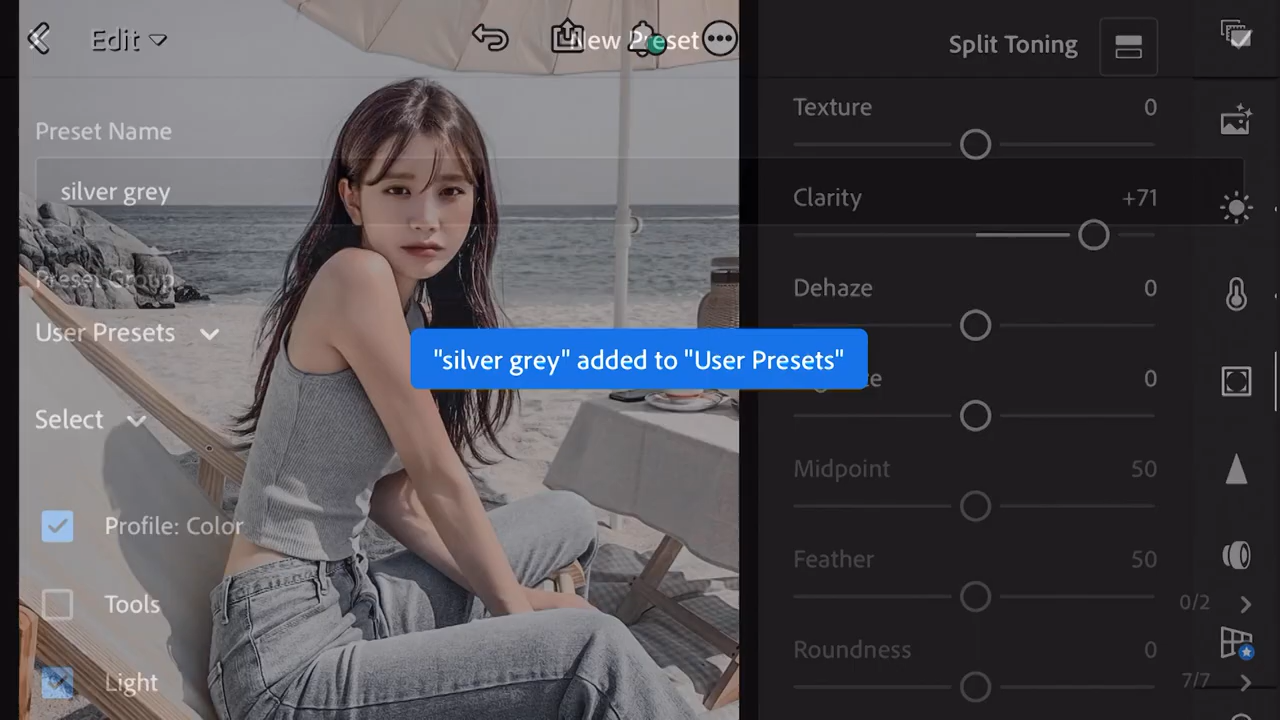 Edit
New Preset
Split Toning
Preset Name
silver grey
Preset Group
User Presets
Select
Profile: Color
Tools
Light
"silver grey" added to "User Presets"
Texture 0
Clarity +71
Dehaze 0
0
Midpoint 50
Feather 50
0/2
Roundness 0
7/7